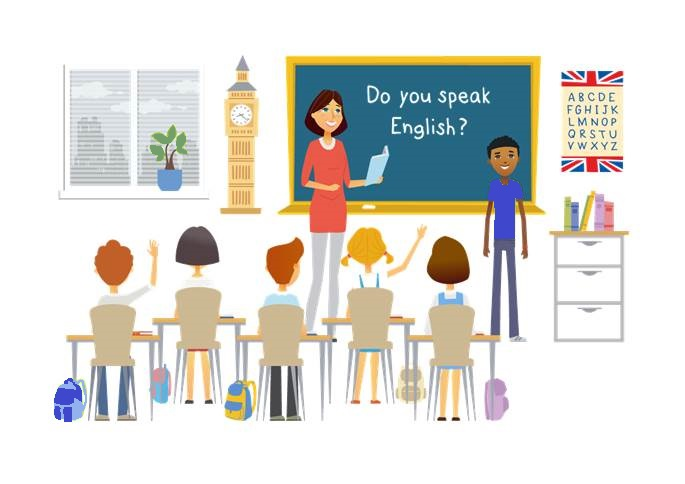 Do you speak
English?
ABCDE
FGHIJK
LMNOP
QRSTU
VWXYZ